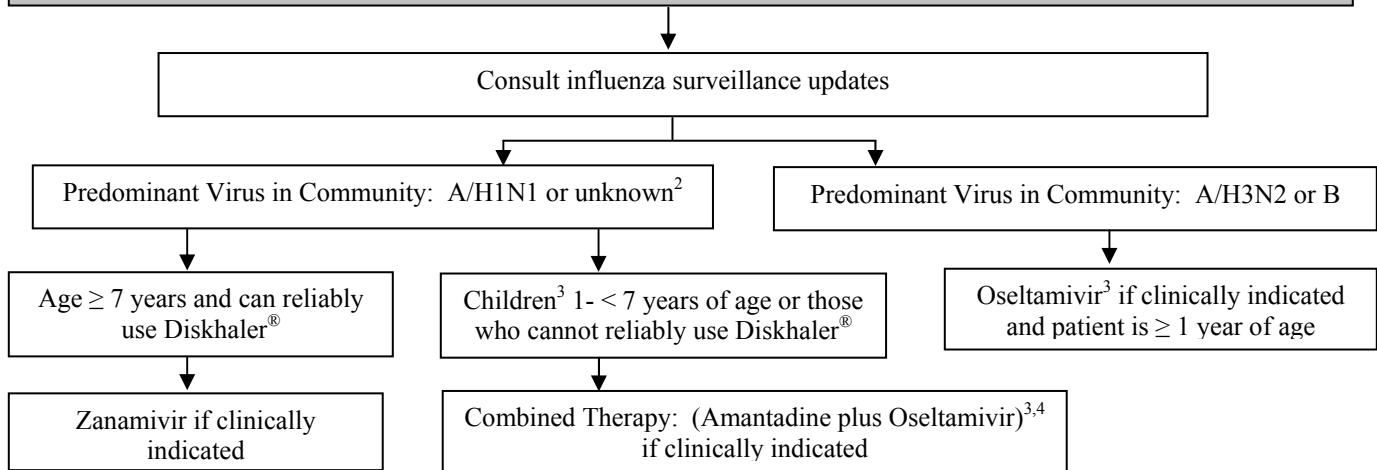 Consult influenza surveillance updates
Predominant Virus in Community: A/H1N1 or unknown²
Predominant Virus in Community: A/H3N2 or B
Age ≥ 7 years and can reliably
use Diskhaler®
Children³ 1- < 7 years of age or those
who cannot reliably use Diskhaler®
Oseltamivir³ if clinically indicated
and patient is ≥ 1 year of age
Zanamivir if clinically
indicated
Combined Therapy: (Amantadine plus Oseltamivir)³,⁴
if clinically indicated